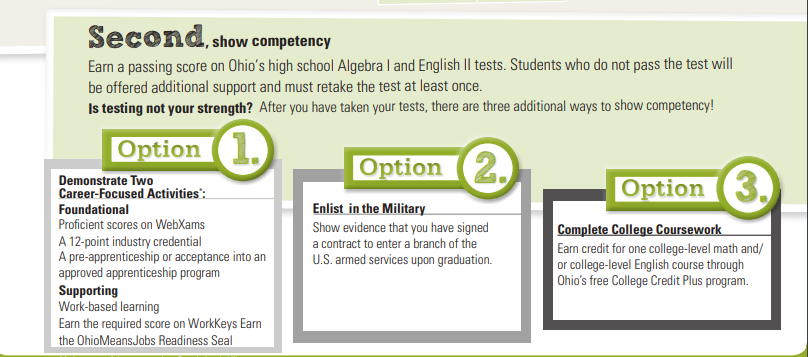 Second, show competency
Earn a passing score on Ohio's high school Algebra I and English II tests. Students who do not pass the test will
be offered additional support and must retake the test at least once.
Is testing not your strength? After you have taken your tests, there are three additional ways to show competency!
Option 1.
Demonstrate Two
Career-Focused Activities*:
Foundational
Proficient scores on WebXams
A 12-point industry credential
A pre-apprenticeship or acceptance into an
approved apprenticeship program
Supporting
Work-based learning
Earn the required score on WorkKeys Earn
the OhioMeansJobs Readiness Seal
Option 2.
Enlist in the Military
Show evidence that you have signed
a contract to enter a branch of the
U.S. armed services upon graduation.
Option 3.
Complete College Coursework
Earn credit for one college-level math and/
or college-level English course through
Ohio's free College Credit Plus program.